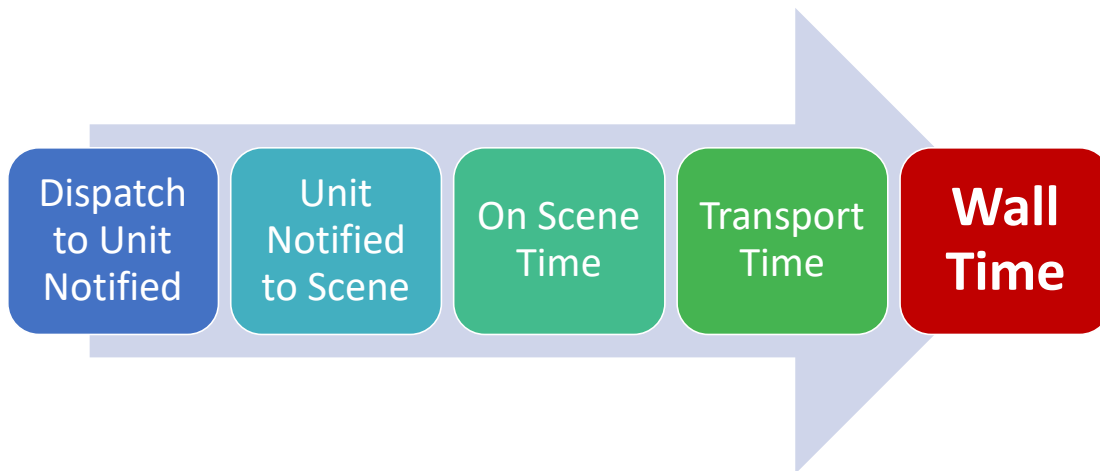 Dispatch
to Unit
Notified
Unit
Notified
to Scene
On Scene
Time
Transport
Time
Wall
Time